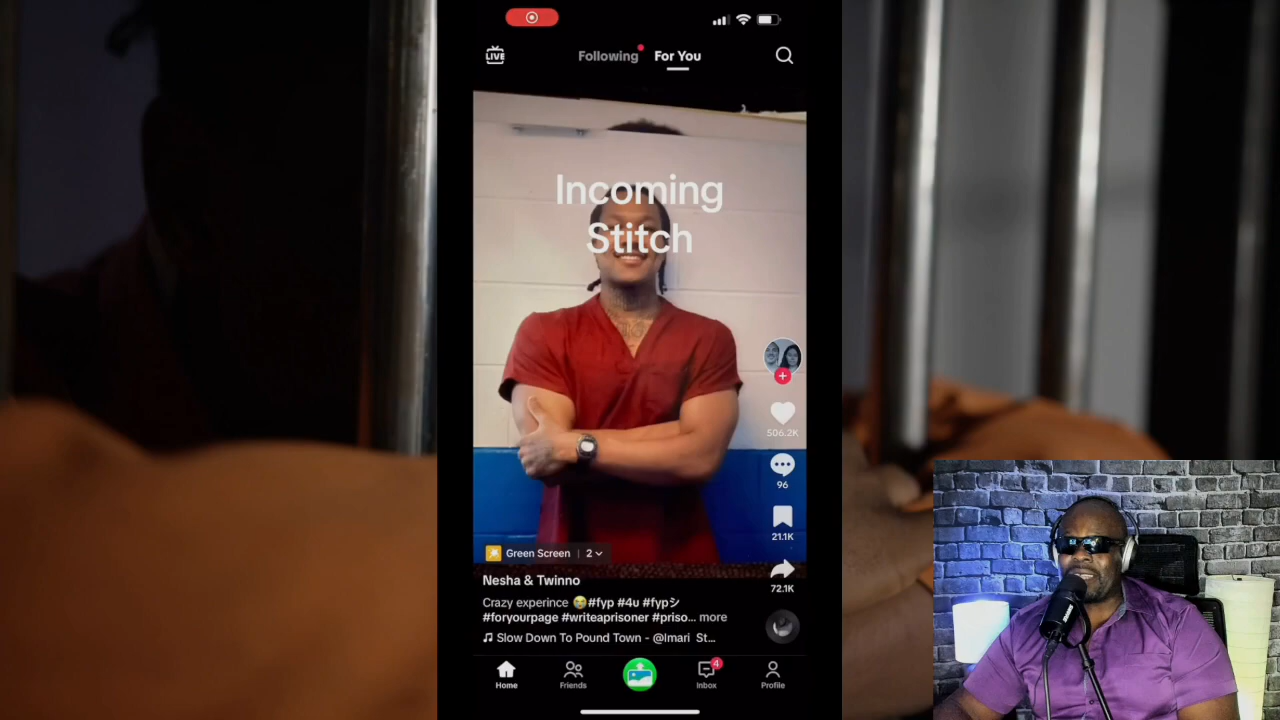 LIVE
Following
For You
Incoming
Stitch
506.2K
96
21.1K
Green Screen | 2
72.1K
Nesha & Twinno
Crazy experince 😭#fyp #4u #fypシ
#foryourpage #writeaprisoner #priso... more
Slow Down To Pound Town - @Imari St...
4
Home
Friends
Inbox
Profile